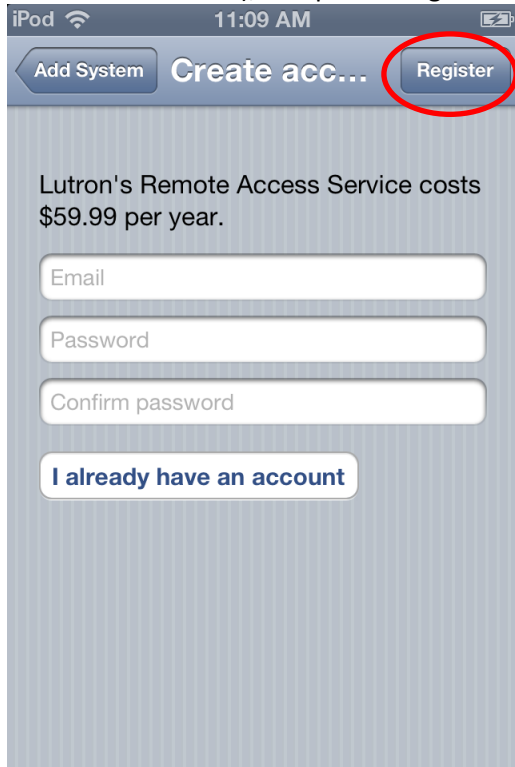 iPod 11:09 AM
Add System Create acc... Register
Lutron's Remote Access Service costs
$59.99 per year.
Email
Password
Confirm password
I already have an account